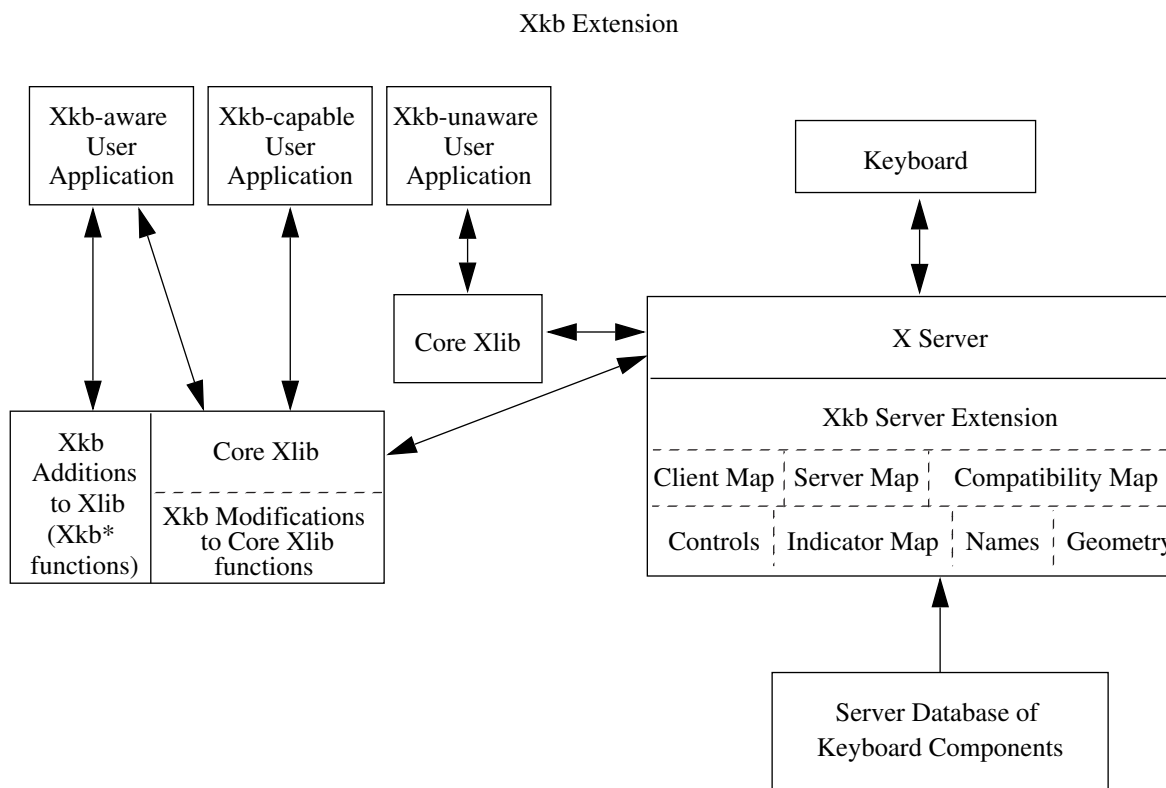 Xkb Extension
Xkb-aware
User
Application
Xkb-capable
User
Application
Xkb-unaware
User
Application
Keyboard
Core Xlib
X Server
Xkb Server Extension
Client Map
Server Map
Compatibility Map
Controls
Indicator Map
Names
Geometry
Xkb
Additions
to Xlib
(Xkb*
functions)
Core Xlib
Xkb Modifications
to Core Xlib
functions
Server Database of
Keyboard Components